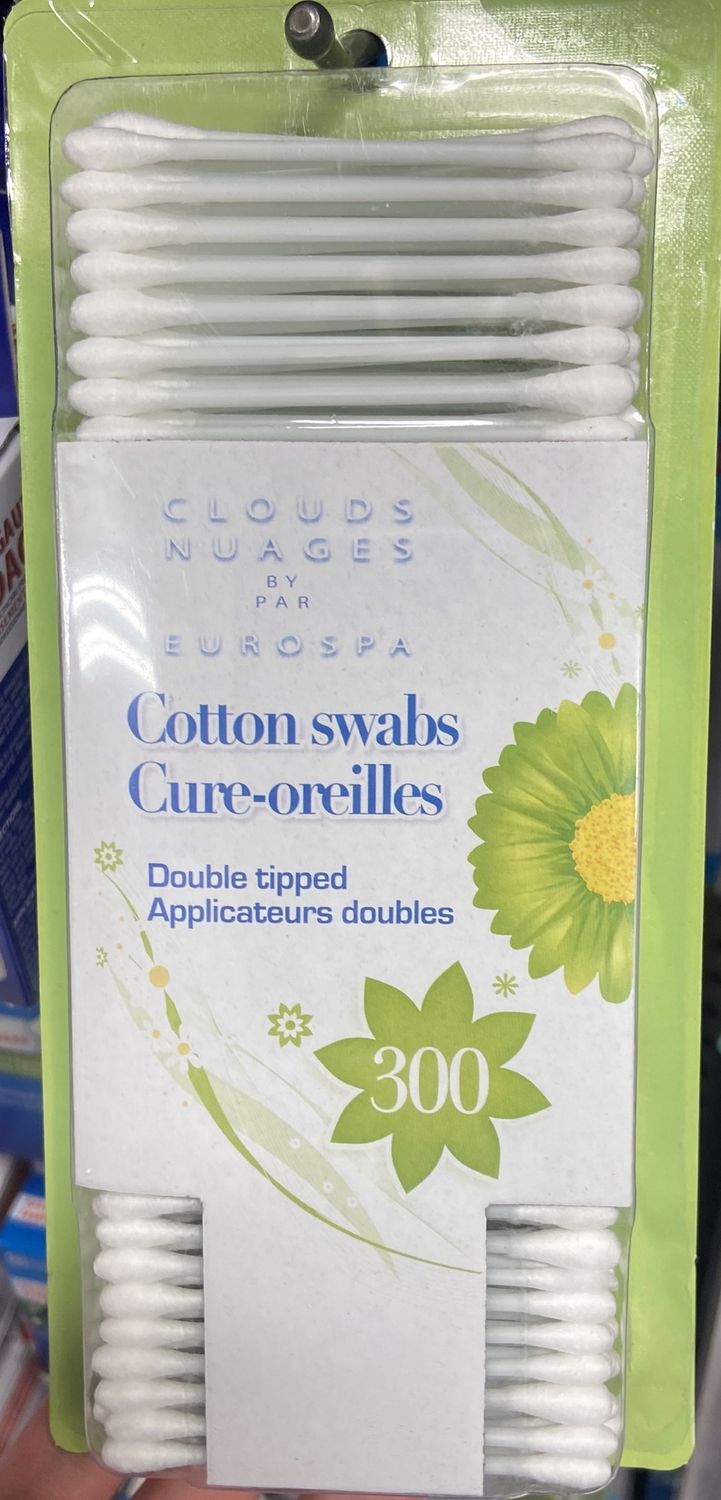 CLOUDS
NUAGES
BY
PAR
EUROSPA
Cotton swabs
Cure-oreilles
Double tipped
Applicateurs doubles
300